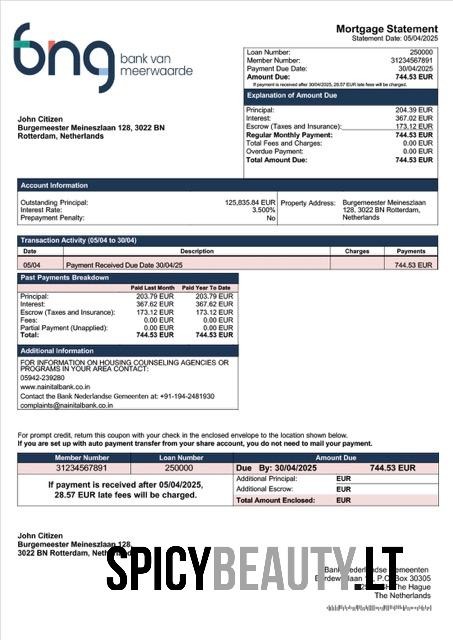 Mortgage Statement
Statement Date: 05/04/2025
bng bank van
meerwaarde
Loan Number: 250000
Member Number: 31234567891
Payment Due Date: 30/04/2025
Amount Due: 744.53 EUR
If payment is received after 30/04/2025, 28.57 EUR late fees will be charged.
Explanation of Amount Due
Principal: 204.39 EUR
Interest: 367.02 EUR
Escrow (Taxes and Insurance): 173.12 EUR
Regular Monthly Payment: 744.53 EUR
Total Fees and Charges: 0.00 EUR
Overdue Payment: 0.00 EUR
Total Amount Due: 744.53 EUR
John Citizen
Burgemeester Meineszlaan 128, 3022 BN
Rotterdam, Netherlands
Account Information
Outstanding Principal: 125,835.84 EUR
Interest Rate: 3.500%
Prepayment Penalty: No
Property Address: Burgemeester Meineszlaan
128, 3022 BN Rotterdam,
Netherlands
Transaction Activity (05/04 to 30/04)
Date Description Charges Payments
05/04 Payment Received Due Date 30/04/25 744.53 EUR
Past Payments Breakdown
Paid Last Month Paid Year To Date
Principal: 203.79 EUR 203.79 EUR
Interest: 367.62 EUR 367.62 EUR
Escrow (Taxes and Insurance): 173.12 EUR 173.12 EUR
Fees: 0.00 EUR 0.00 EUR
Partial Payment (Unapplied): 0.00 EUR 0.00 EUR
Total: 744.53 EUR 744.53 EUR
Additional Information
FOR INFORMATION ON HOUSING COUNSELING AGENCIES OR
PROGRAMS IN YOUR AREA CONTACT:
05942-239280
www.nainitalbank.co.in
Contact the Bank Nederlandse Gemeenten at: +91-194-2481930
complaints@nainitalbank.co.in
For prompt credit, return this coupon with your check in the enclosed envelope to the location shown below.
If you are set up with auto payment transfer from your share account, you do not need to mail your payment.
Member Number Loan Number Amount Due
31234567891 250000 Due By: 30/04/2025 744.53 EUR
If payment is received after 05/04/2025,
28.57 EUR late fees will be charged.
Additional Principal: EUR
Additional Escrow: EUR
Total Amount Enclosed: EUR
John Citizen
Burgemeester Meineszlaan 128,
3022 BN Rotterdam,
SPICYBEAUTY.LT
Box 30305
The Hague
The Netherlands